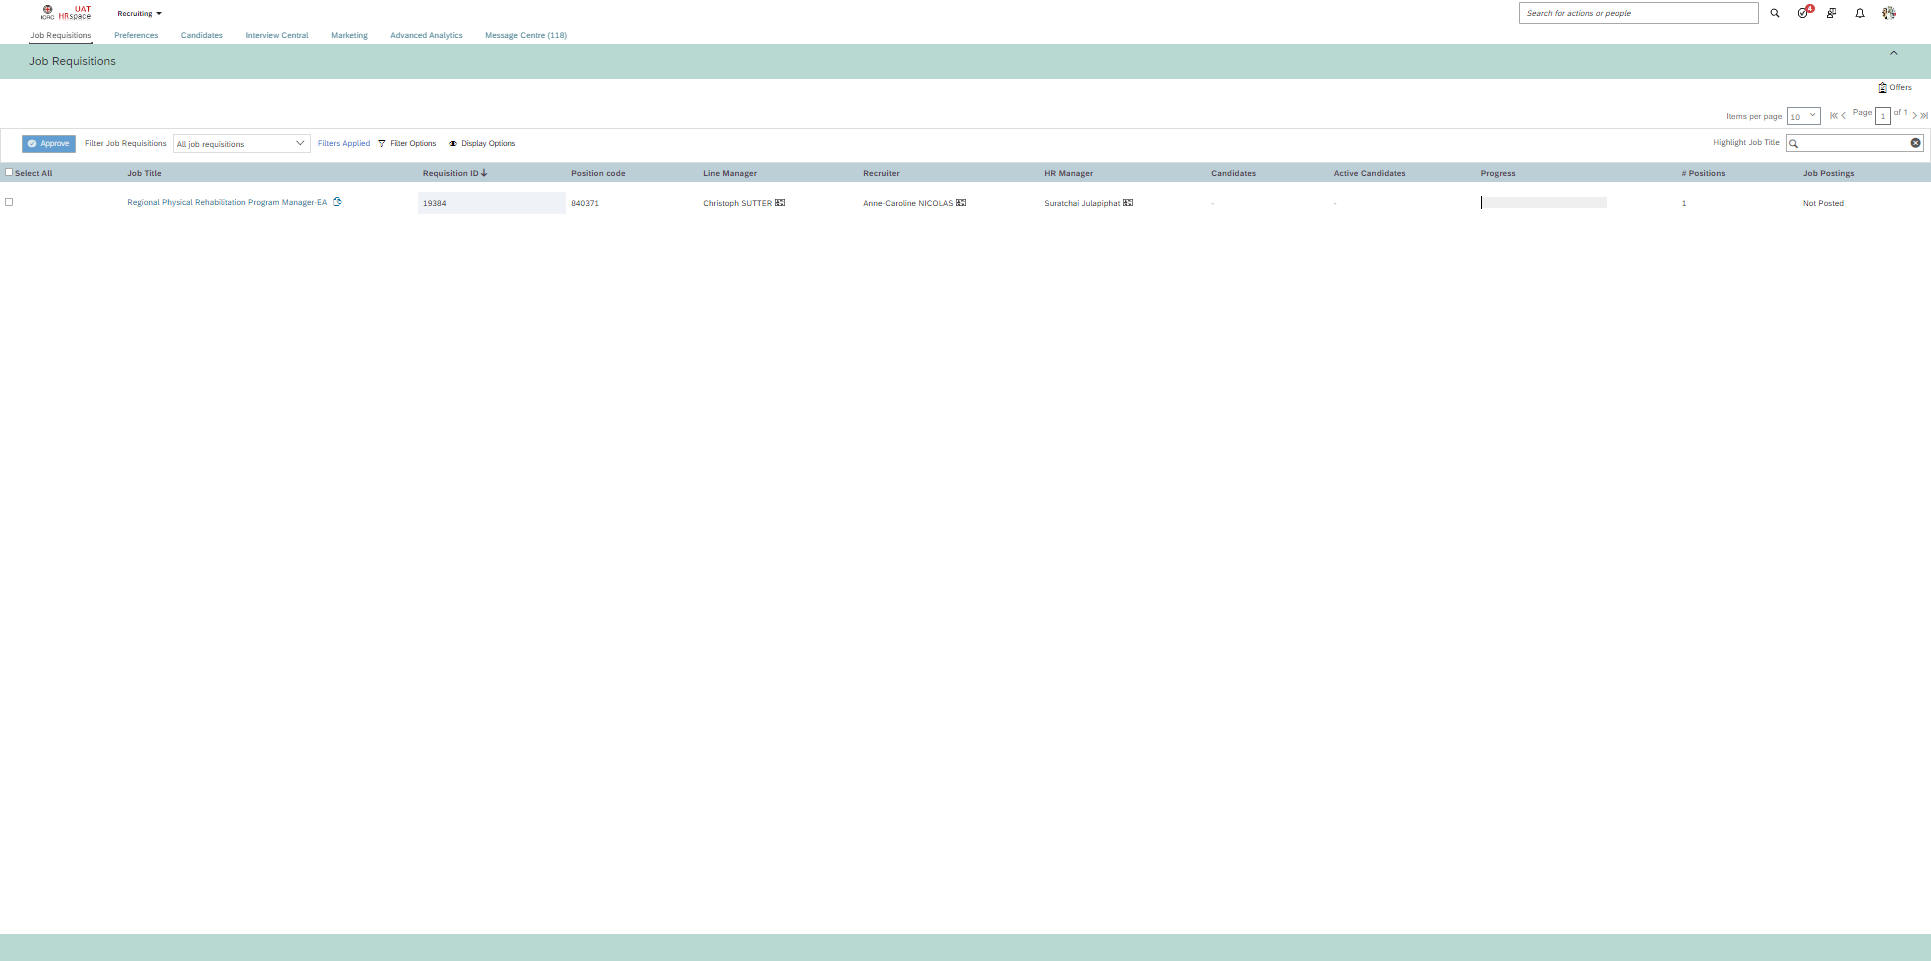 ICRC UAT HRspace Recruiting Search for actions or people 4
Job Requisitions Preferences Candidates Interview Central Marketing Advanced Analytics Message Centre (118)
Job Requisitions
Offers
Items per page 10 Page 1 of 1
Approve Filter Job Requisitions All job requisitions Filters Applied Filter Options Display Options Highlight Job Title
Select All Job Title Requisition ID Position code Line Manager Recruiter HR Manager Candidates Active Candidates Progress # Positions Job Postings
Regional Physical Rehabilitation Program Manager-EA 19384 840371 Christoph SUTTER Anne-Caroline NICOLAS Suratchai Julapiphat - - 1 Not Posted